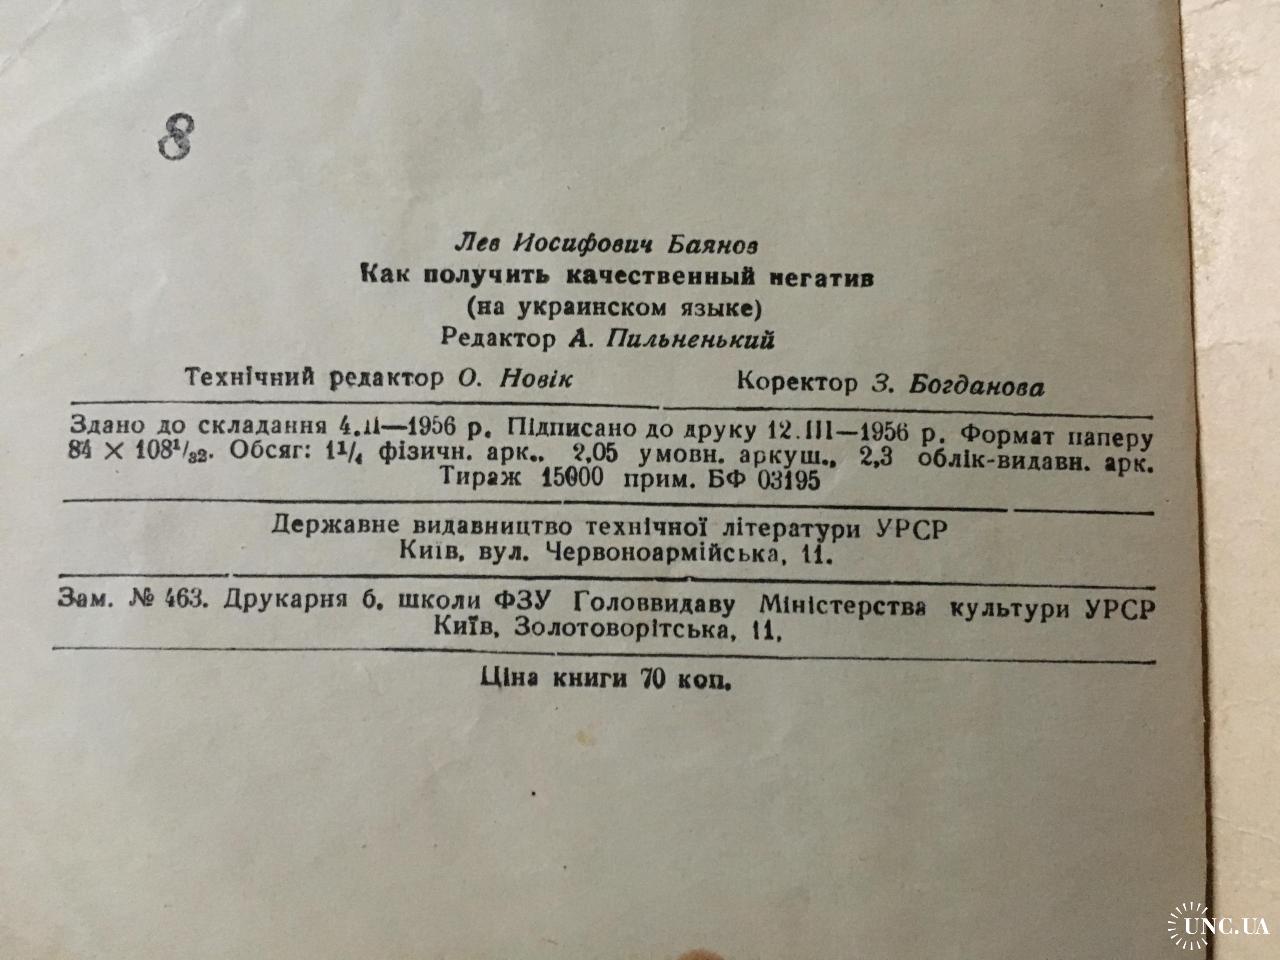 8
Лев Иосифович Баянов
Как получить качественный негатив
(на украинском языке)
Редактор А. Пильненький
Технічний редактор О. Новік Коректор З. Богданова
Здано до складання 4.II—1956 р. Підписано до друку 12.III—1956 р. Формат паперу
84 × 108¹/₃₂. Обсяг: 1¹/₄ фізичн. арк., 2,05 умовн. аркуш., 2,3 облік-видавн. арк.
Тираж 15000 прим. БФ 03195
Державне видавництво технічної літератури УРСР
Київ, вул. Червоноармійська, 11.
Зам. № 463. Друкарня б. школи ФЗУ Головвидаву Міністерства культури УРСР
Київ, Золотоворітська, 11.
Ціна книги 70 коп.
UNC.UA